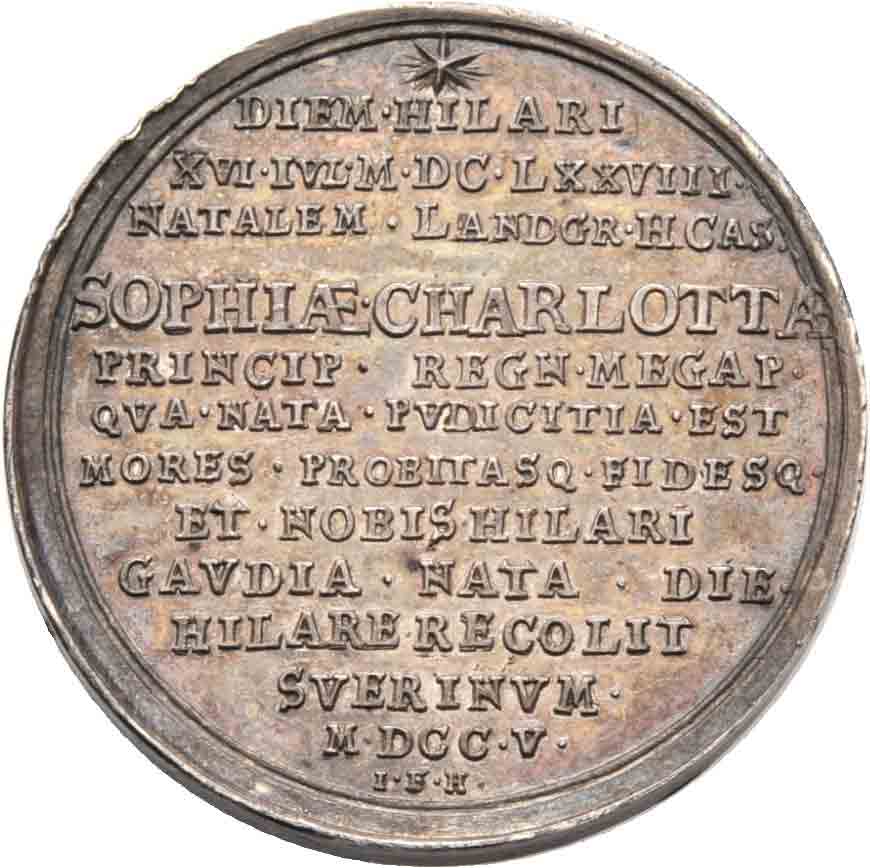 DIEM·HILARI
XVI·IVL·M·DC·LXXVIII·
NATALEM·LANDGR·HCAS·
SOPHIÆ·CHARLOTTÆ
PRINCIP·REGN·MEGAP·
QVA·NATA·PVDICITIA·EST
MORES·PROBITASQ·FIDESQ
ET·NOBIS HILARI
GAVDIA·NATA·DIE·
HILARE·RECOLIT
SVERINVM·
M·DCC·V·
I·F·H·